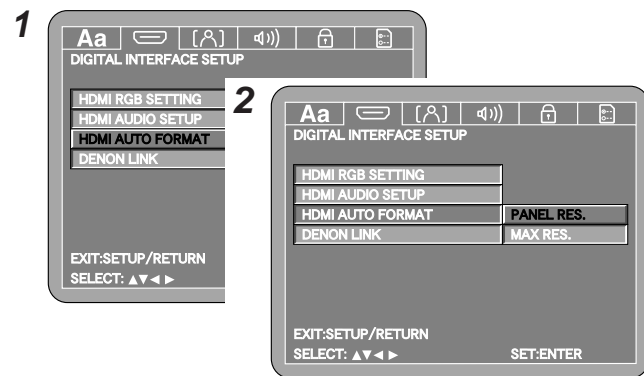 1
Aa
DIGITAL INTERFACE SETUP
HDMI RGB SETTING
HDMI AUDIO SETUP
HDMI AUTO FORMAT
DENON LINK
EXIT:SETUP/RETURN
SELECT: ▲▼◄ ►
2
Aa
DIGITAL INTERFACE SETUP
HDMI RGB SETTING
HDMI AUDIO SETUP
HDMI AUTO FORMAT PANEL RES.
DENON LINK MAX RES.
EXIT:SETUP/RETURN
SELECT: ▲▼◄ ► SET:ENTER